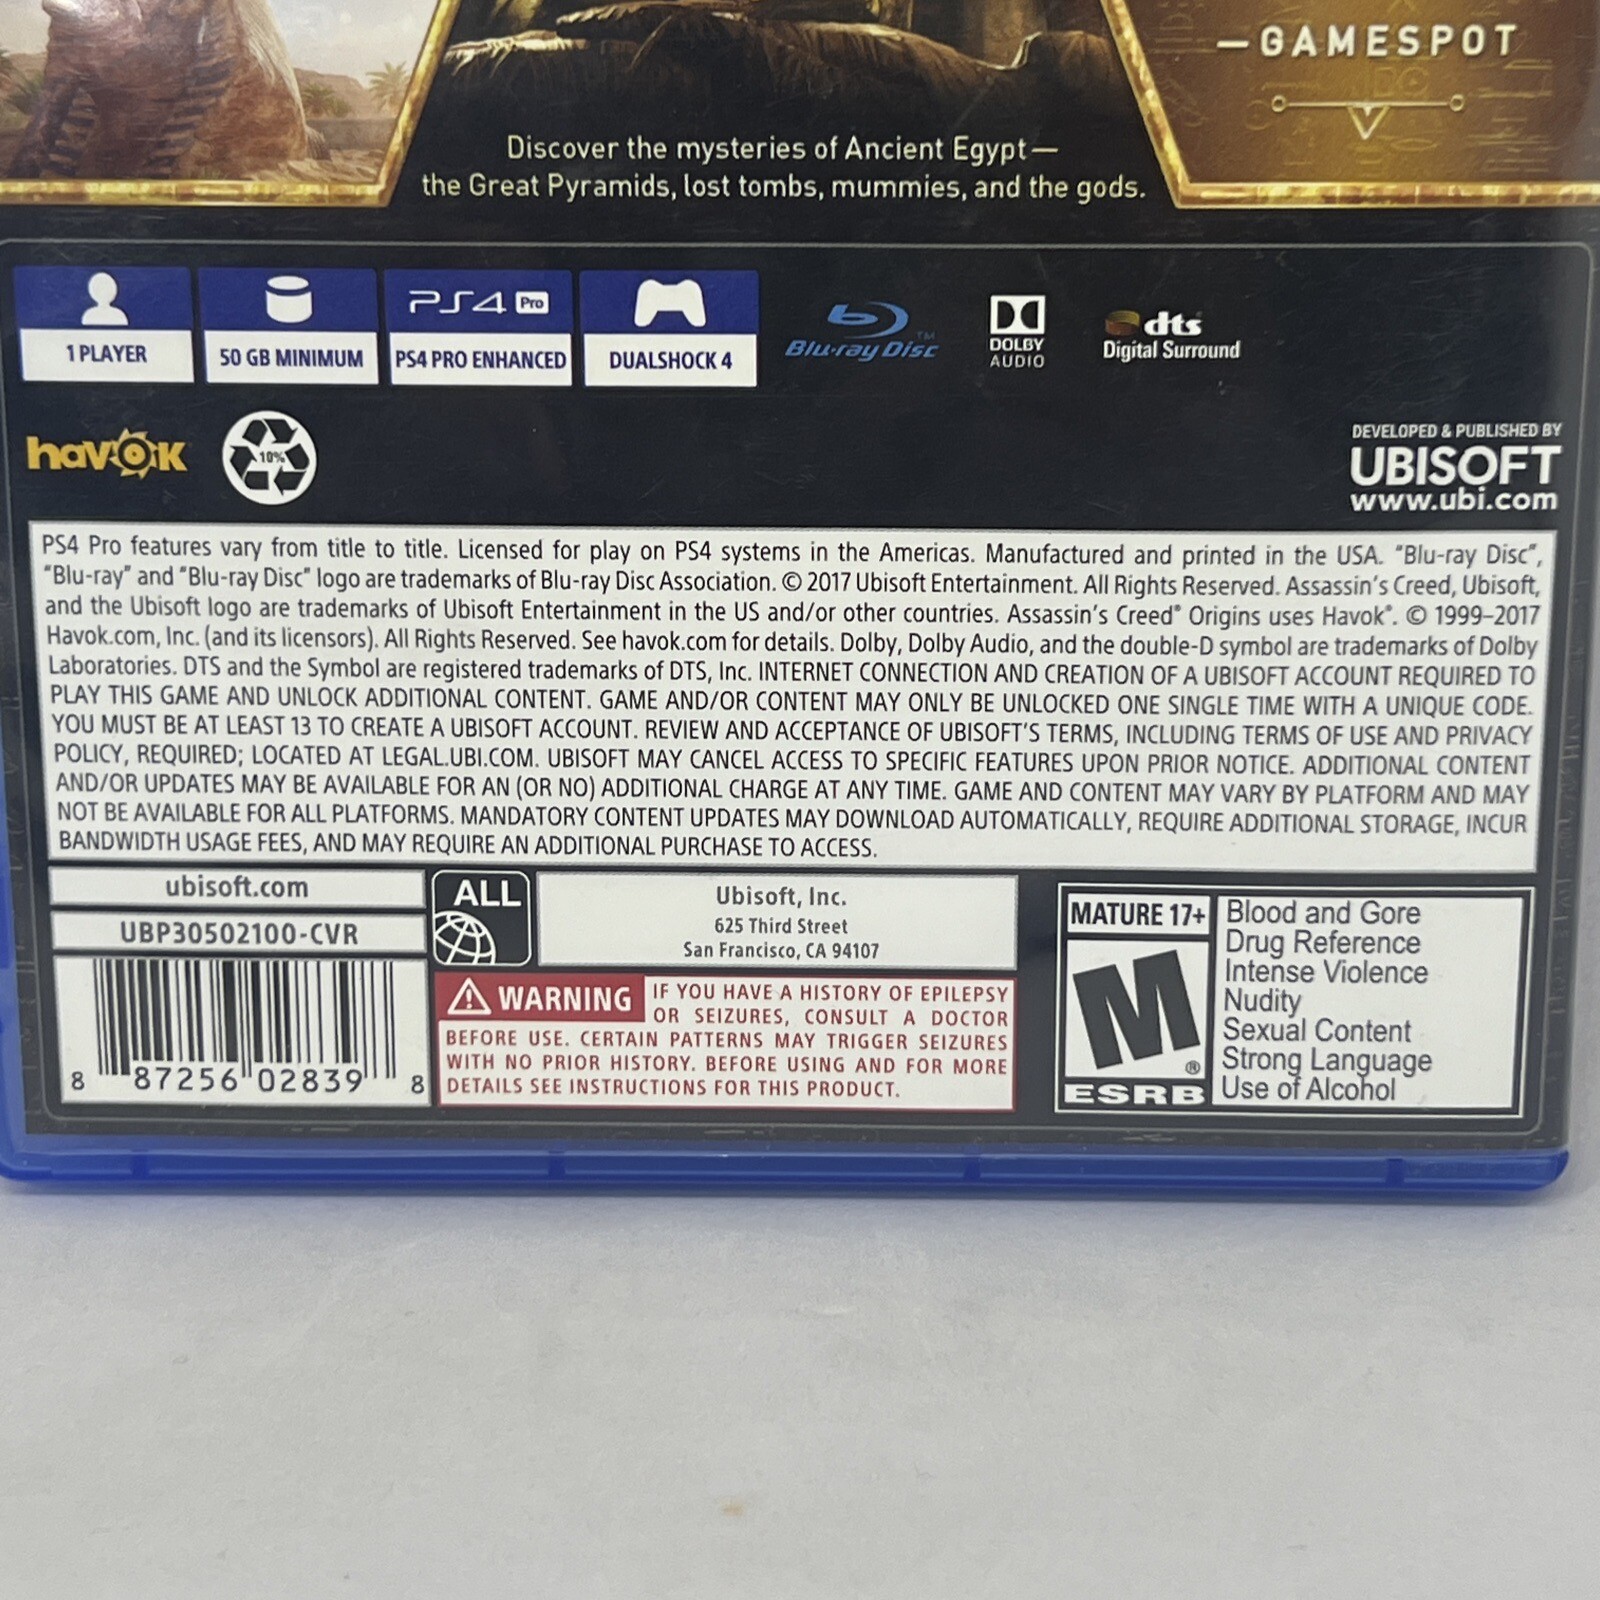 — GAMESPOT
Discover the mysteries of Ancient Egypt—
the Great Pyramids, lost tombs, mummies, and the gods.
1 PLAYER
50 GB MINIMUM
PS4 Pro
PS4 PRO ENHANCED
DUALSHOCK 4
Blu-ray Disc™
DOLBY
AUDIO
dts
Digital Surround
havok
10%
DEVELOPED & PUBLISHED BY
UBISOFT
www.ubi.com
PS4 Pro features vary from title to title. Licensed for play on PS4 systems in the Americas. Manufactured and printed in the USA. "Blu-ray Disc",
"Blu-ray" and "Blu-ray Disc" logo are trademarks of Blu-ray Disc Association. © 2017 Ubisoft Entertainment. All Rights Reserved. Assassin's Creed, Ubisoft,
and the Ubisoft logo are trademarks of Ubisoft Entertainment in the US and/or other countries. Assassin's Creed® Origins uses Havok®. © 1999–2017
Havok.com, Inc. (and its licensors). All Rights Reserved. See havok.com for details. Dolby, Dolby Audio, and the double-D symbol are trademarks of Dolby
Laboratories. DTS and the Symbol are registered trademarks of DTS, Inc. INTERNET CONNECTION AND CREATION OF A UBISOFT ACCOUNT REQUIRED TO
PLAY THIS GAME AND UNLOCK ADDITIONAL CONTENT. GAME AND/OR CONTENT MAY ONLY BE UNLOCKED ONE SINGLE TIME WITH A UNIQUE CODE.
YOU MUST BE AT LEAST 13 TO CREATE A UBISOFT ACCOUNT. REVIEW AND ACCEPTANCE OF UBISOFT'S TERMS, INCLUDING TERMS OF USE AND PRIVACY
POLICY, REQUIRED; LOCATED AT LEGAL.UBI.COM. UBISOFT MAY CANCEL ACCESS TO SPECIFIC FEATURES UPON PRIOR NOTICE. ADDITIONAL CONTENT
AND/OR UPDATES MAY BE AVAILABLE FOR AN (OR NO) ADDITIONAL CHARGE AT ANY TIME. GAME AND CONTENT MAY VARY BY PLATFORM AND MAY
NOT BE AVAILABLE FOR ALL PLATFORMS. MANDATORY CONTENT UPDATES MAY DOWNLOAD AUTOMATICALLY, REQUIRE ADDITIONAL STORAGE, INCUR
BANDWIDTH USAGE FEES, AND MAY REQUIRE AN ADDITIONAL PURCHASE TO ACCESS.
ubisoft.com
UBP30502100-CVR
8 87256 02839 8
ALL
Ubisoft, Inc.
625 Third Street
San Francisco, CA 94107
WARNING IF YOU HAVE A HISTORY OF EPILEPSY
OR SEIZURES, CONSULT A DOCTOR
BEFORE USE. CERTAIN PATTERNS MAY TRIGGER SEIZURES
WITH NO PRIOR HISTORY. BEFORE USING AND FOR MORE
DETAILS SEE INSTRUCTIONS FOR THIS PRODUCT.
MATURE 17+
M®
ESRB
Blood and Gore
Drug Reference
Intense Violence
Nudity
Sexual Content
Strong Language
Use of Alcohol